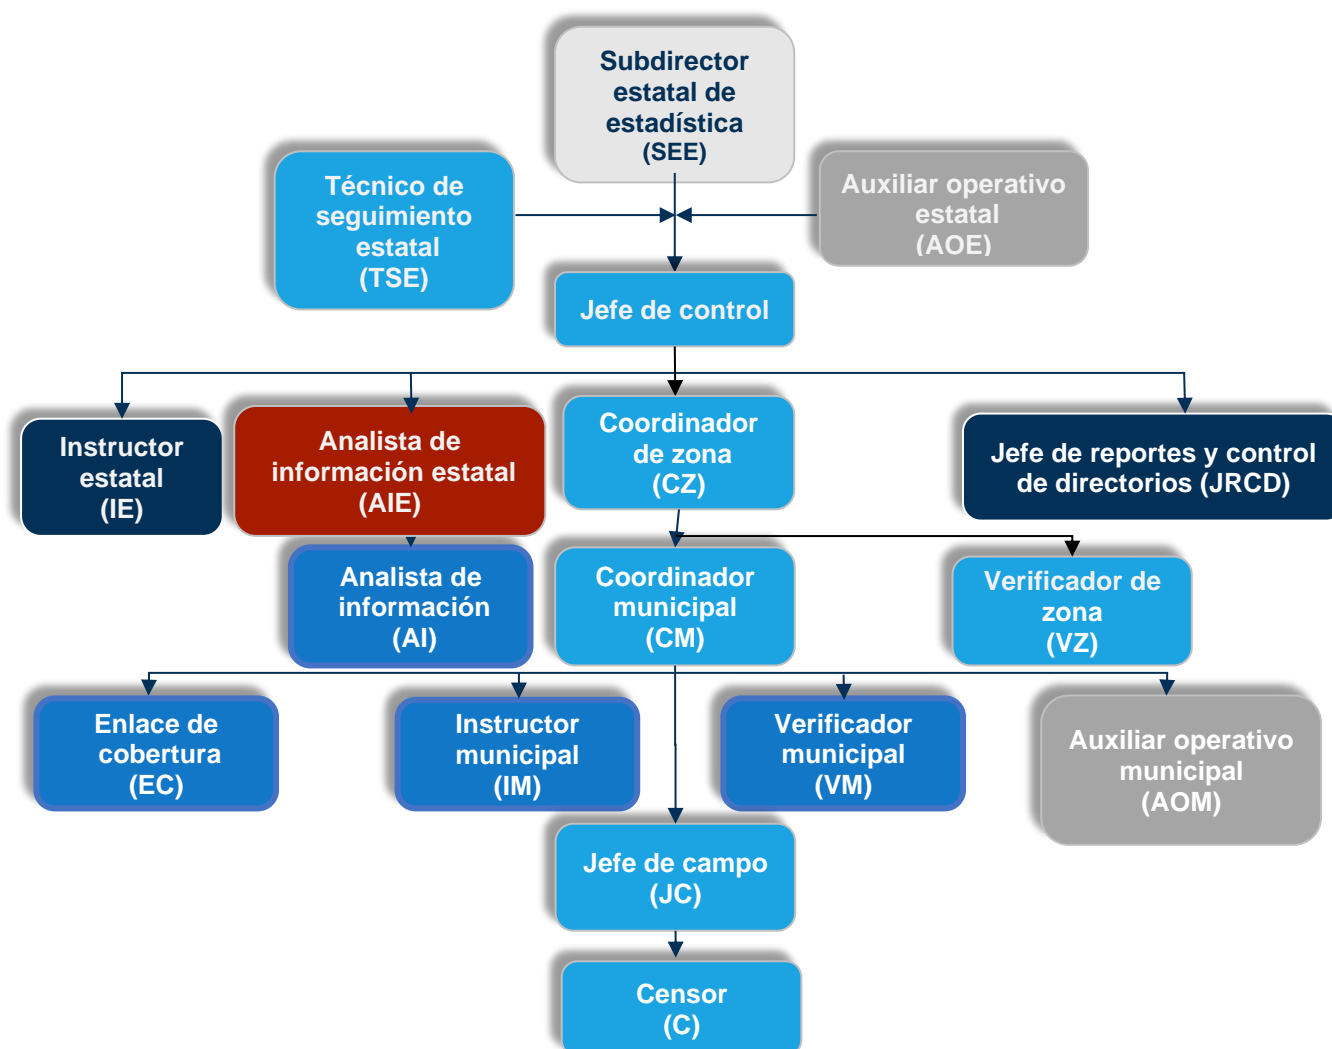 Subdirector
estatal de
estadística
(SEE)
Técnico de
seguimiento
estatal
(TSE)
Auxiliar operativo
estatal
(AOE)
Jefe de control
Instructor
estatal
(IE)
Analista de
información estatal
(AIE)
Coordinador
de zona
(CZ)
Jefe de reportes y control
de directorios (JRCD)
Analista de
información
(AI)
Coordinador
municipal
(CM)
Verificador de
zona
(VZ)
Enlace de
cobertura
(EC)
Instructor
municipal
(IM)
Verificador
municipal
(VM)
Auxiliar operativo
municipal
(AOM)
Jefe de campo
(JC)
Censor
(C)